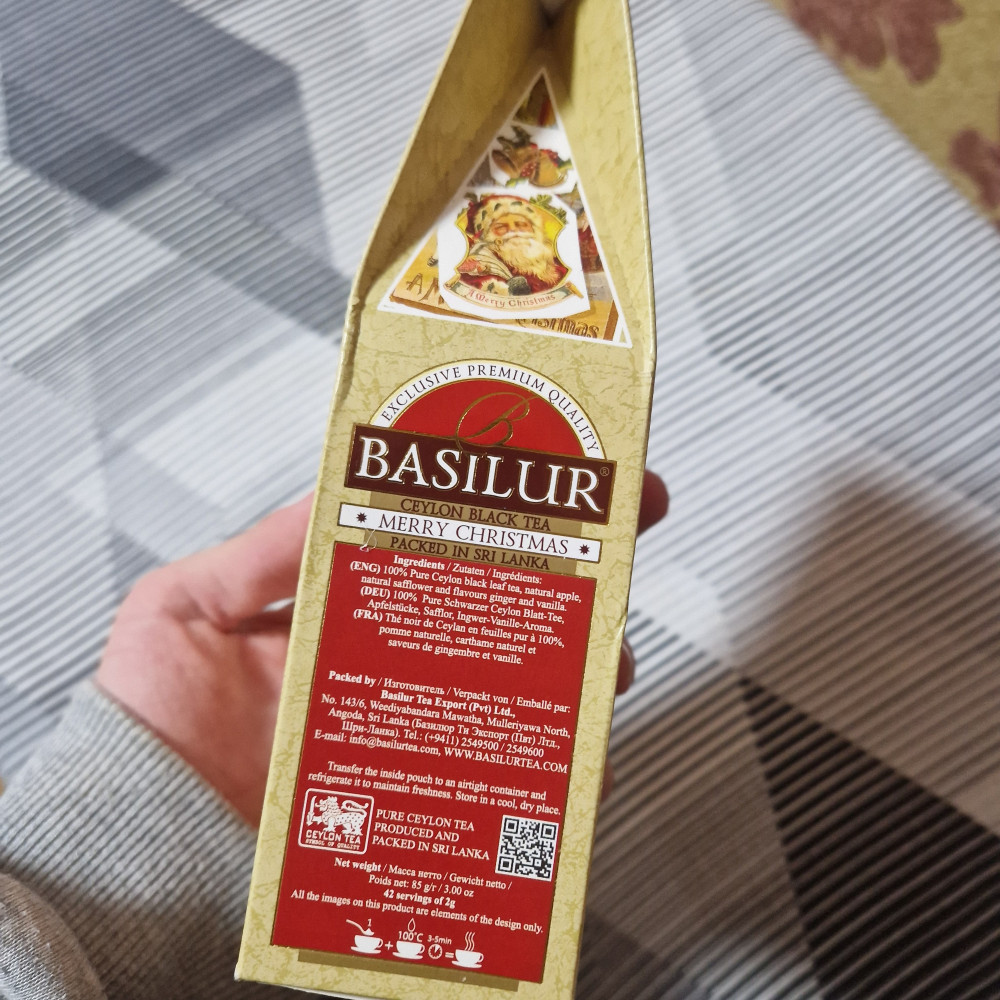 A Merry Christmas
EXCLUSIVE PREMIUM QUALITY
B
BASILUR®
CEYLON BLACK TEA
MERRY CHRISTMAS
PACKED IN SRI LANKA
Ingredients / Zutaten / Ingrédients:
(ENG) 100% Pure Ceylon black leaf tea, natural apple,
natural safflower and flavours ginger and vanilla.
(DEU) 100% Pure Schwarzer Ceylon Blatt-Tee,
Apfelstücke, Safflor, Ingwer-Vanille-Aroma.
(FRA) Thé noir de Ceylan en feuilles pur à 100%,
pomme naturelle, carthame naturel et
saveurs de gingembre et vanille.
Packed by / Изготовитель / Verpackt von / Emballé par:
Basilur Tea Export (Pvt) Ltd.,
No. 143/6, Weediyabandara Mawatha, Mulleriyawa North,
Angoda, Sri Lanka (Базилюр Ти Экспорт (Пвт) Лтд.,
Шри-Ланка). Tel.: (+9411) 2549500 / 2549600
E-mail: info@basilurtea.com, WWW.BASILURTEA.COM
Transfer the inside pouch to an airtight container and
refrigerate it to maintain freshness. Store in a cool, dry place.
CEYLON TEA
SYMBOL OF QUALITY
PURE CEYLON TEA
PRODUCED AND
PACKED IN SRI LANKA
Net weight / Масса нетто / Gewicht netto /
Poids net: 85 g/г / 3.00 oz
42 servings of 2g
All the images on this product are elements of the design only.
1 + 100°C 3-5min =